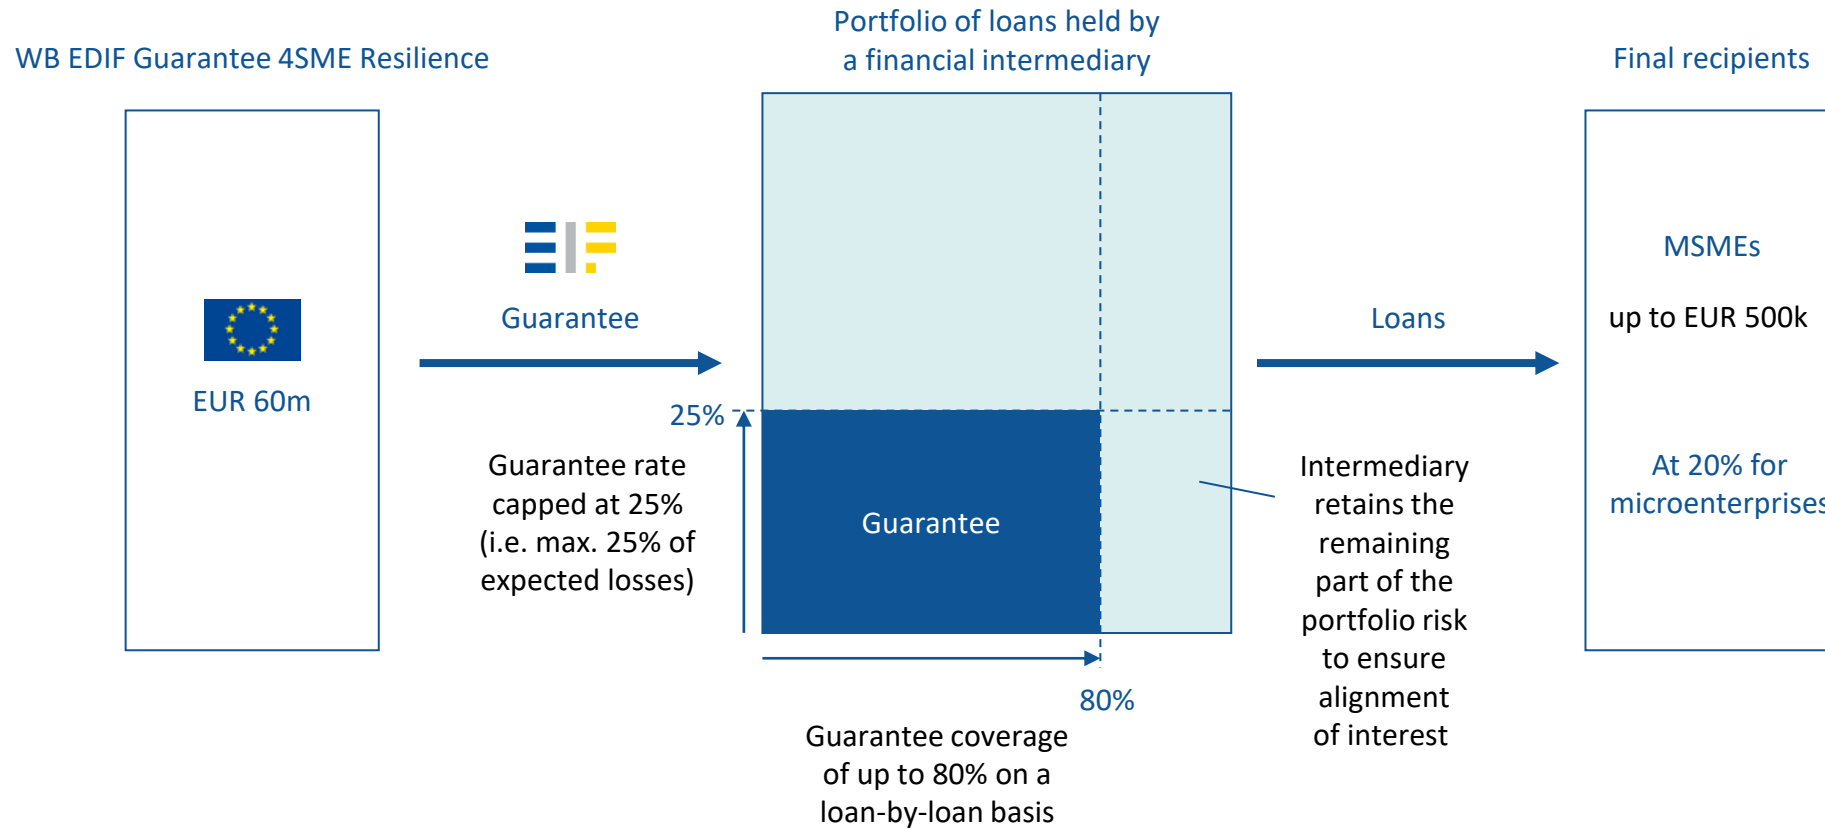 WB EDIF Guarantee 4SME Resilience
EUR 60m
EIF
Guarantee
Guarantee rate
capped at 25%
(i.e. max. 25% of
expected losses)
Portfolio of loans held by
a financial intermediary
25%
Guarantee
80%
Guarantee coverage
of up to 80% on a
loan-by-loan basis
Loans
Intermediary
retains the
remaining
part of the
portfolio risk
to ensure
alignment
of interest
Final recipients
MSMEs
up to EUR 500k
At 20% for
microenterprises